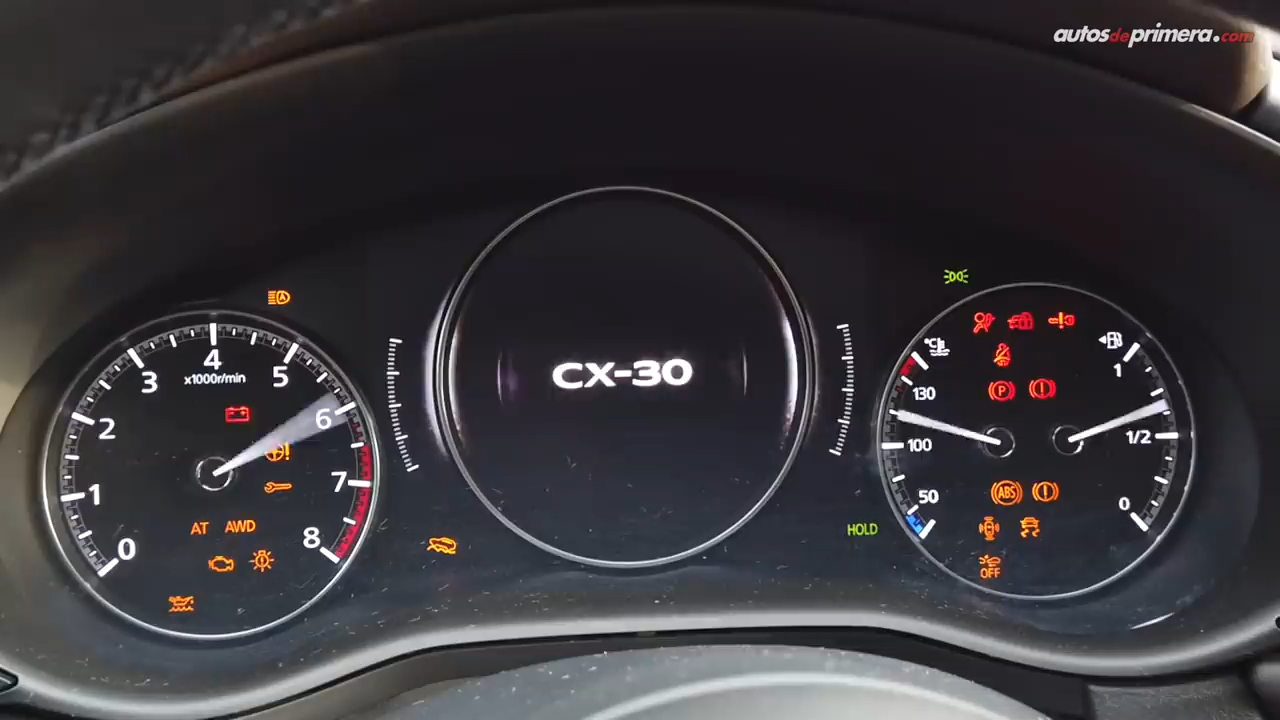 autosdeprimera.com
4
3
5
x1000r/min
2
6
1
7
AT AWD
8
0
CX-30
HOLD
°C
1
130
P
1/2
100
50
0
ABS
OFF